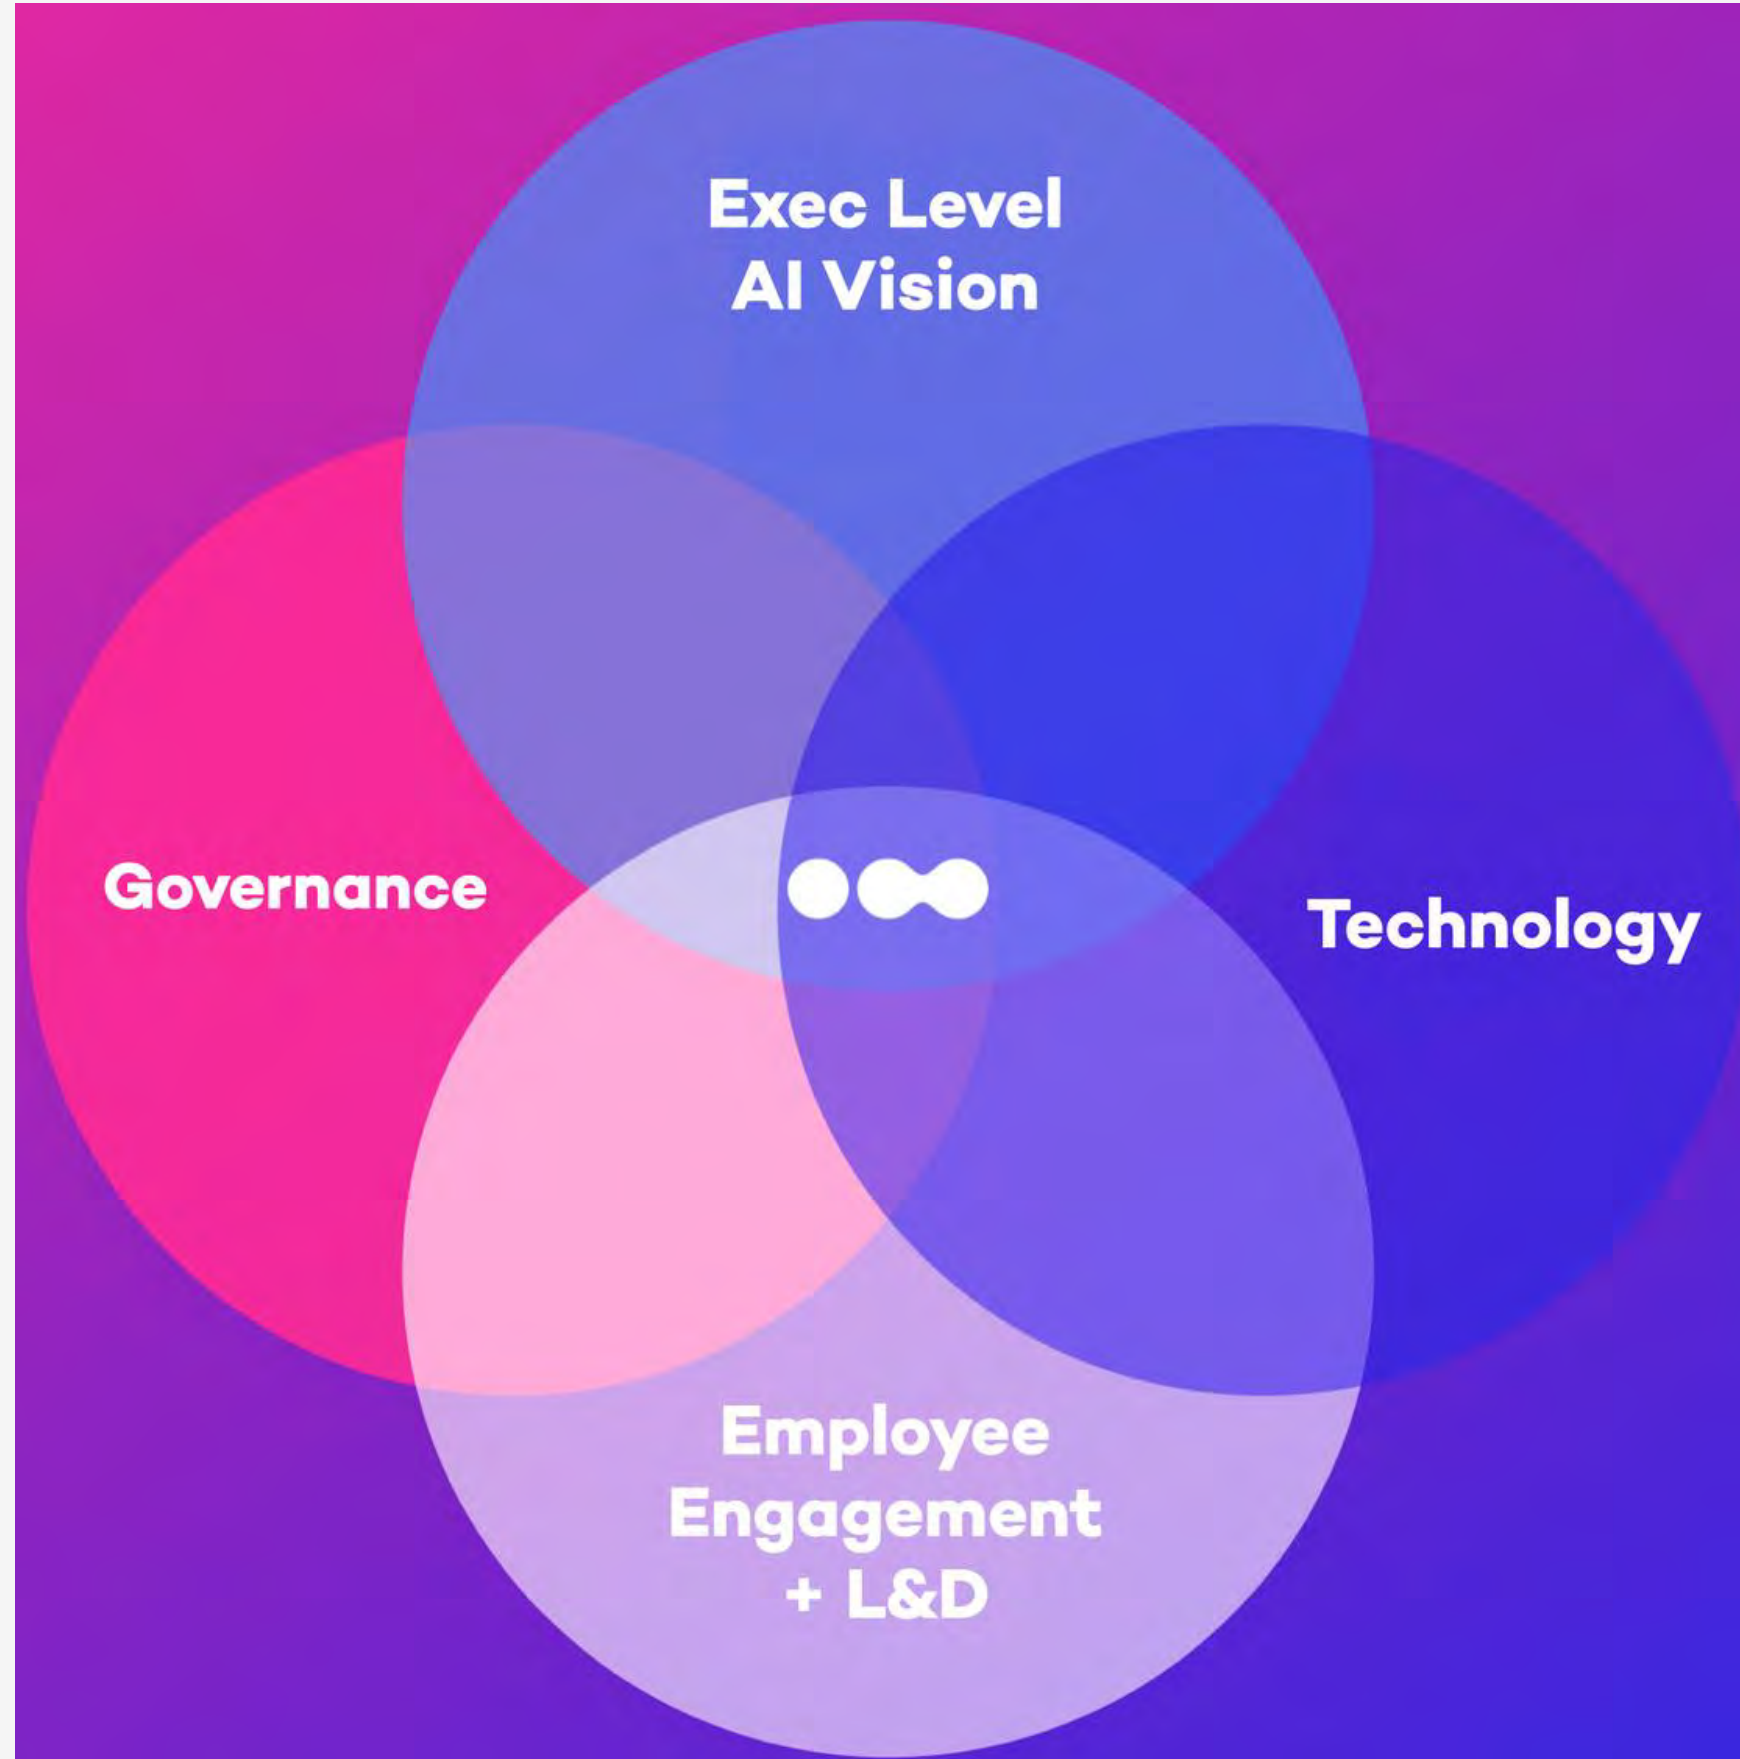 Exec Level
AI Vision
Governance
Technology
Employee
Engagement
+ L&D